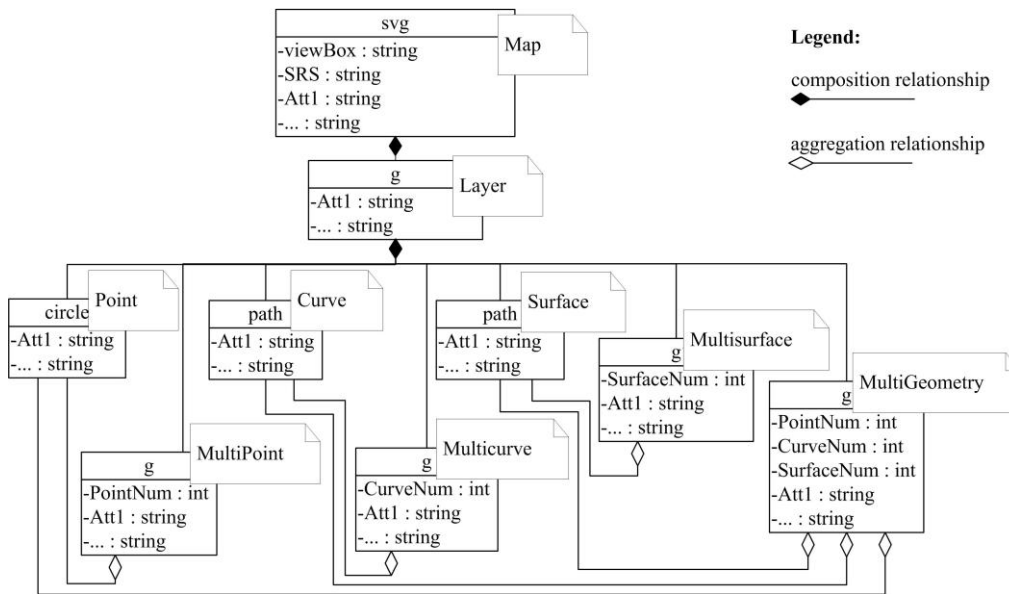 svg
Map
-viewBox : string
-SRS : string
-Att1 : string
-... : string
Legend:
composition relationship
aggregation relationship
g
Layer
-Att1 : string
-... : string
circle
Point
-Att1 : string
-... : string
path
Curve
-Att1 : string
-... : string
path
Surface
-Att1 : string
-... : string
g
Multisurface
-SurfaceNum : int
-Att1 : string
-... : string
g
MultiGeometry
-PointNum : int
-CurveNum : int
-SurfaceNum : int
-Att1 : string
-... : string
g
MultiPoint
-PointNum : int
-Att1 : string
-... : string
g
Multicurve
-CurveNum : int
-Att1 : string
-... : string